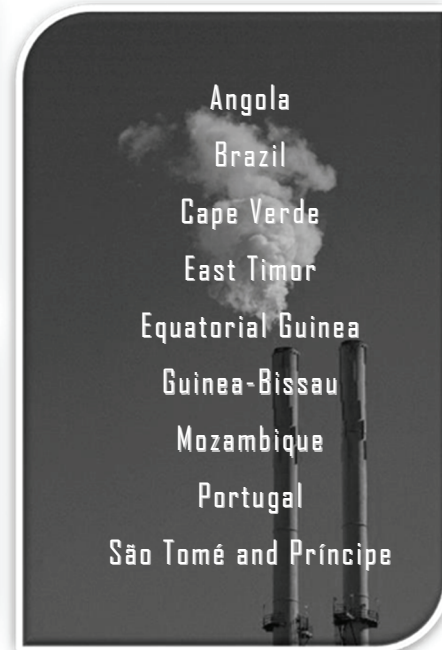 Angola
Brazil
Cape Verde
East Timor
Equatorial Guinea
Guinea-Bissau
Mozambique
Portugal
São Tomé and Príncipe